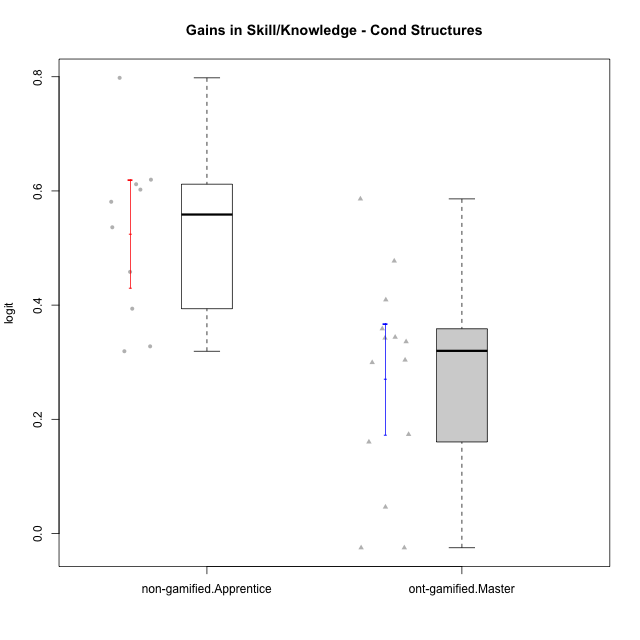 Gains in Skill/Knowledge - Cond Structures
logit
0.8
0.6
0.4
0.2
0.0
non-gamified.Apprentice
ont-gamified.Master